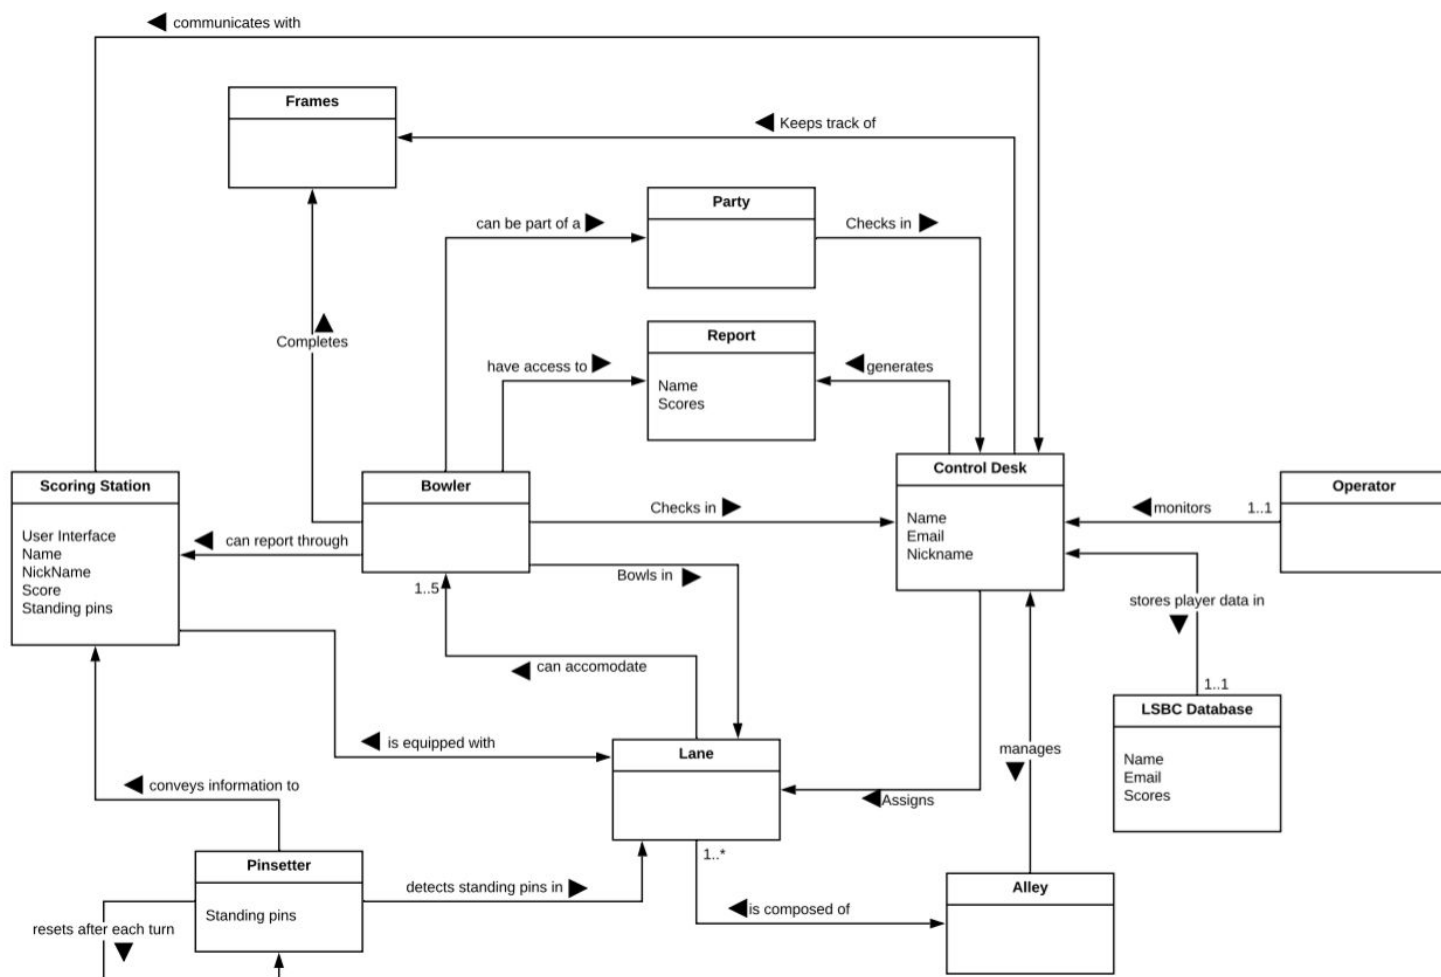 communicates with
Frames
Keeps track of
Party
can be part of a
Checks in
Completes
Report
have access to
generates
Name
Scores
Scoring Station
User Interface
Name
NickName
Score
Standing pins
can report through
Bowler
1..5
Checks in
Bowls in
Control Desk
Name
Email
Nickname
monitors
1..1
Operator
stores player data in
1..1
LSBC Database
Name
Email
Scores
can accomodate
is equipped with
Lane
1..*
manages
Assigns
conveys information to
Pinsetter
Standing pins
detects standing pins in
resets after each turn
is composed of
Alley